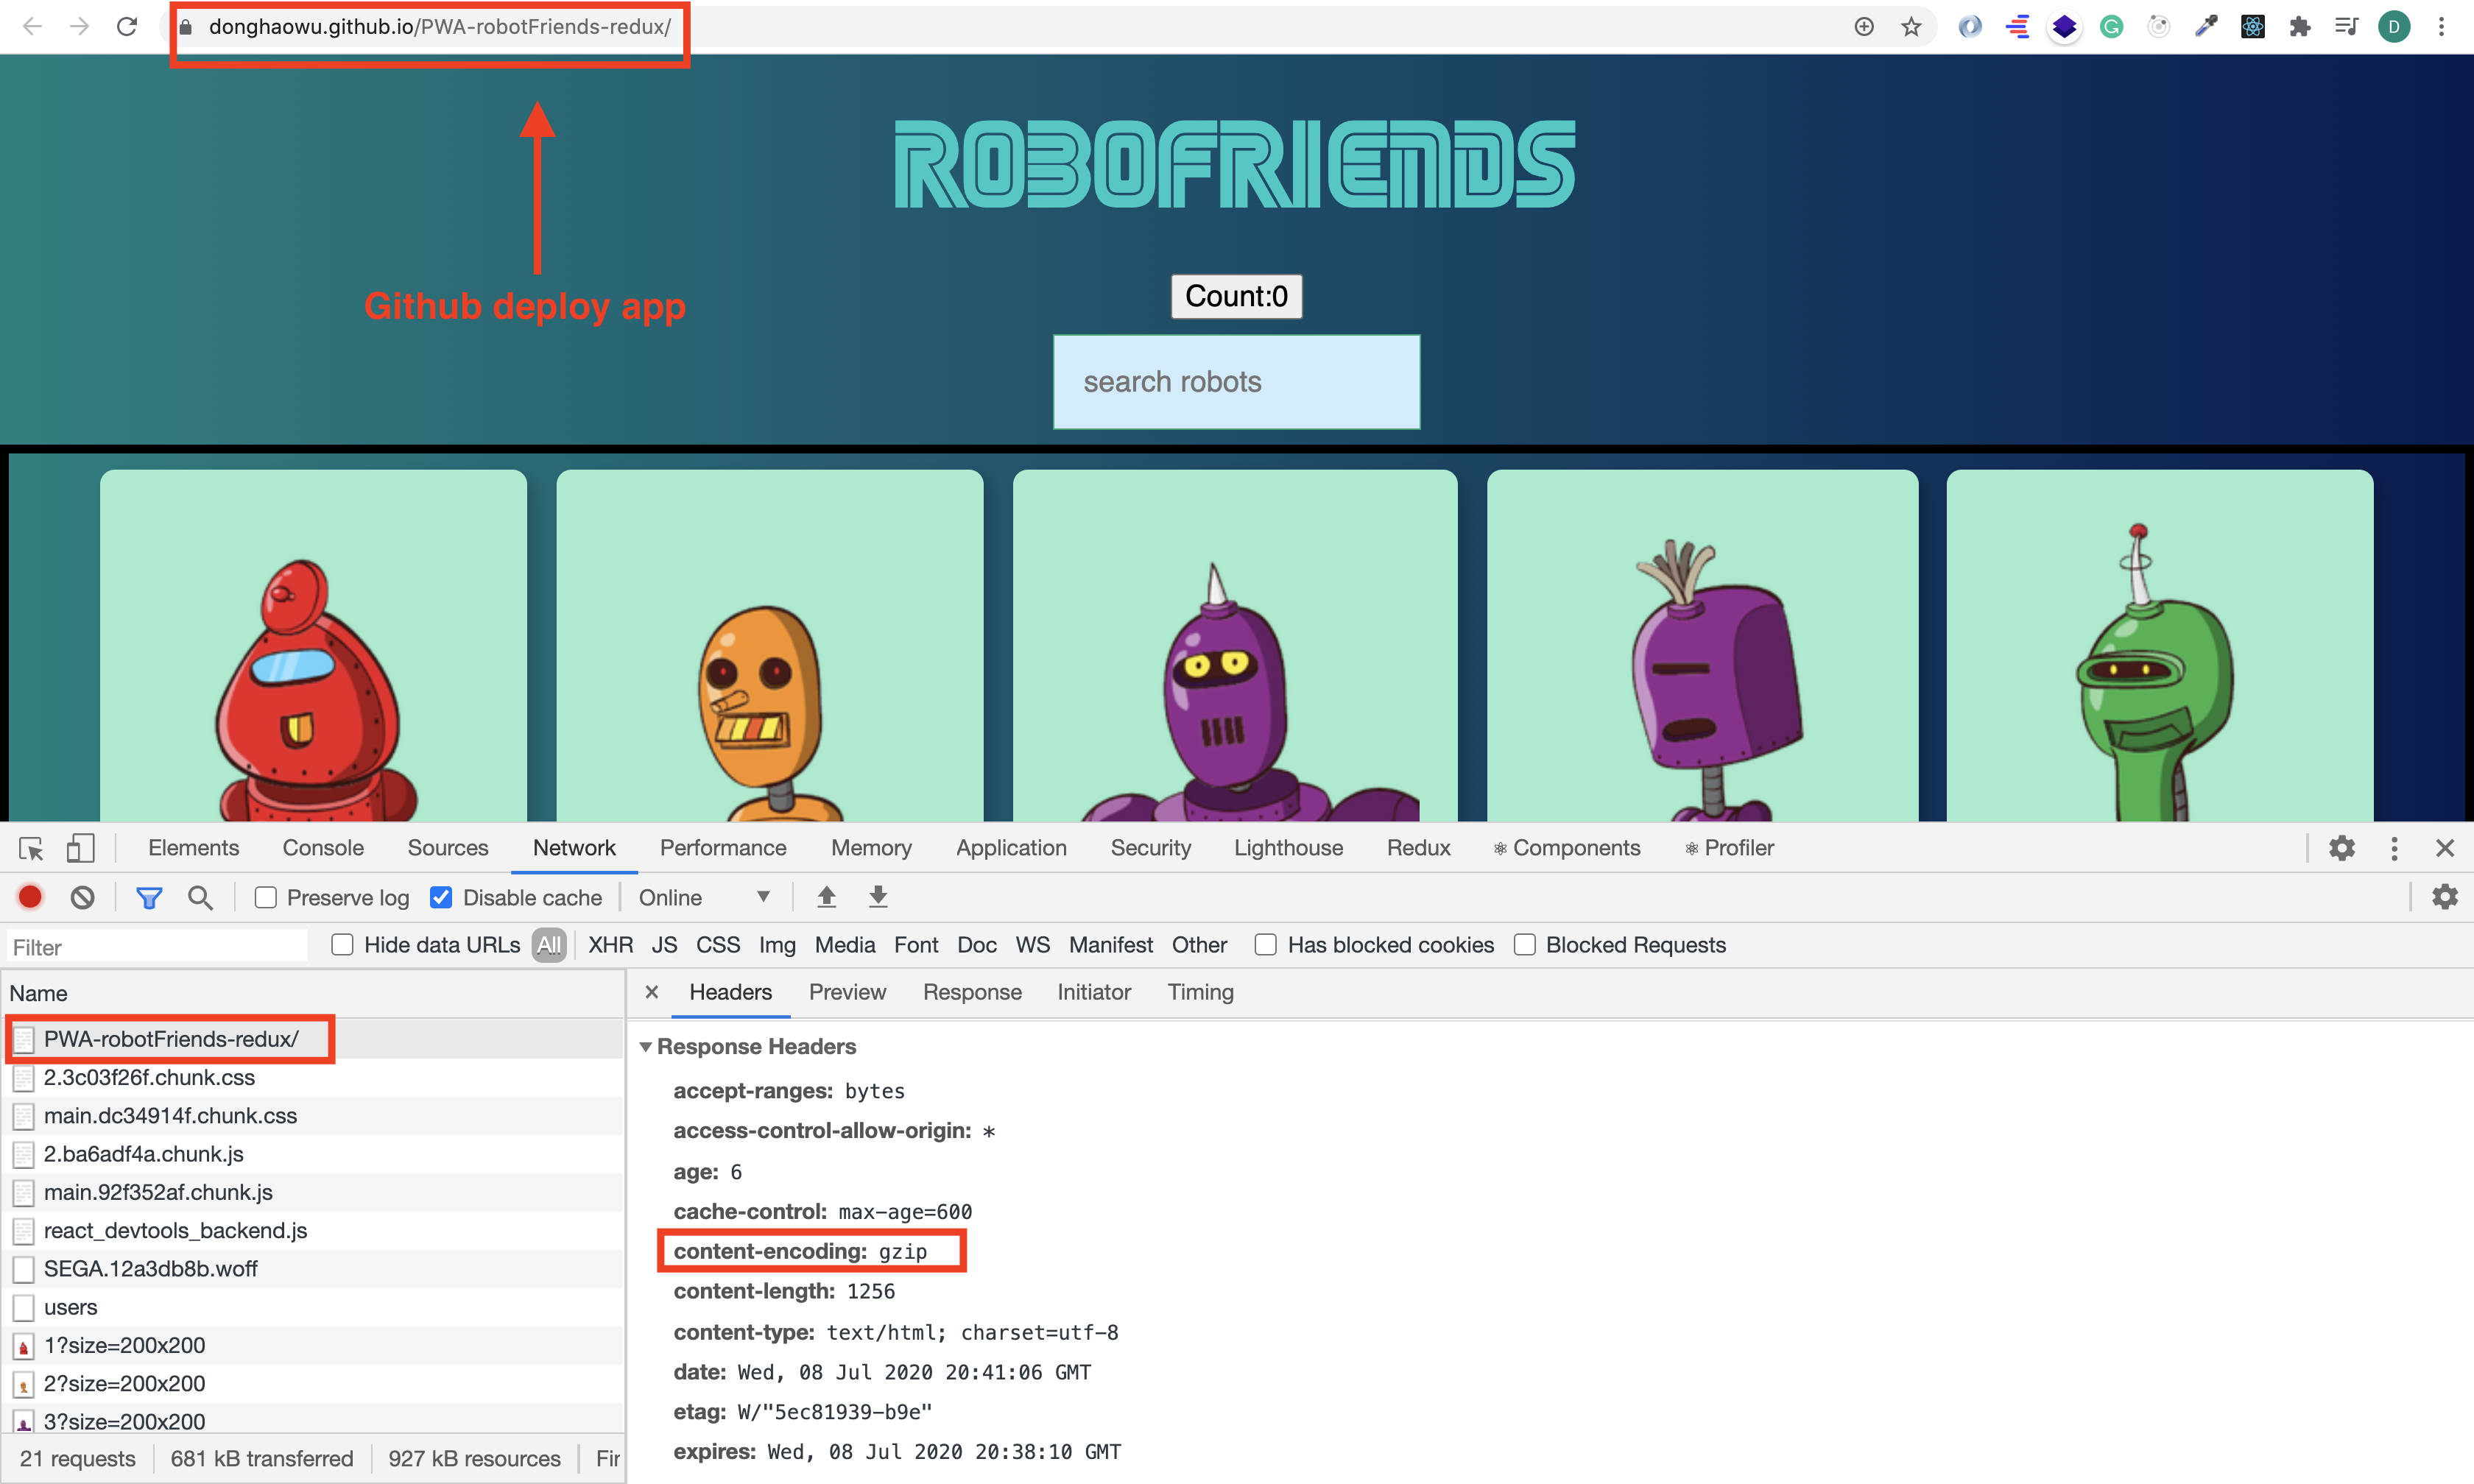 donghaowu.github.io/PWA-robotFriends-redux/
D
ROBOFRIENDS
Github deploy app
Count:0
search robots
Elements Console Sources Network Performance Memory Application Security Lighthouse Redux Components Profiler
Preserve log Disable cache Online
Filter Hide data URLs All XHR JS CSS Img Media Font Doc WS Manifest Other Has blocked cookies Blocked Requests
Name
PWA-robotFriends-redux/
2.3c03f26f.chunk.css
main.dc34914f.chunk.css
2.ba6adf4a.chunk.js
main.92f352af.chunk.js
react_devtools_backend.js
SEGA.12a3db8b.woff
users
1?size=200x200
2?size=200x200
3?size=200x200
21 requests 681 kB transferred 927 kB resources Fir
Headers Preview Response Initiator Timing
Response Headers
accept-ranges: bytes
access-control-allow-origin: *
age: 6
cache-control: max-age=600
content-encoding: gzip
content-length: 1256
content-type: text/html; charset=utf-8
date: Wed, 08 Jul 2020 20:41:06 GMT
etag: W/"5ec81939-b9e"
expires: Wed, 08 Jul 2020 20:38:10 GMT